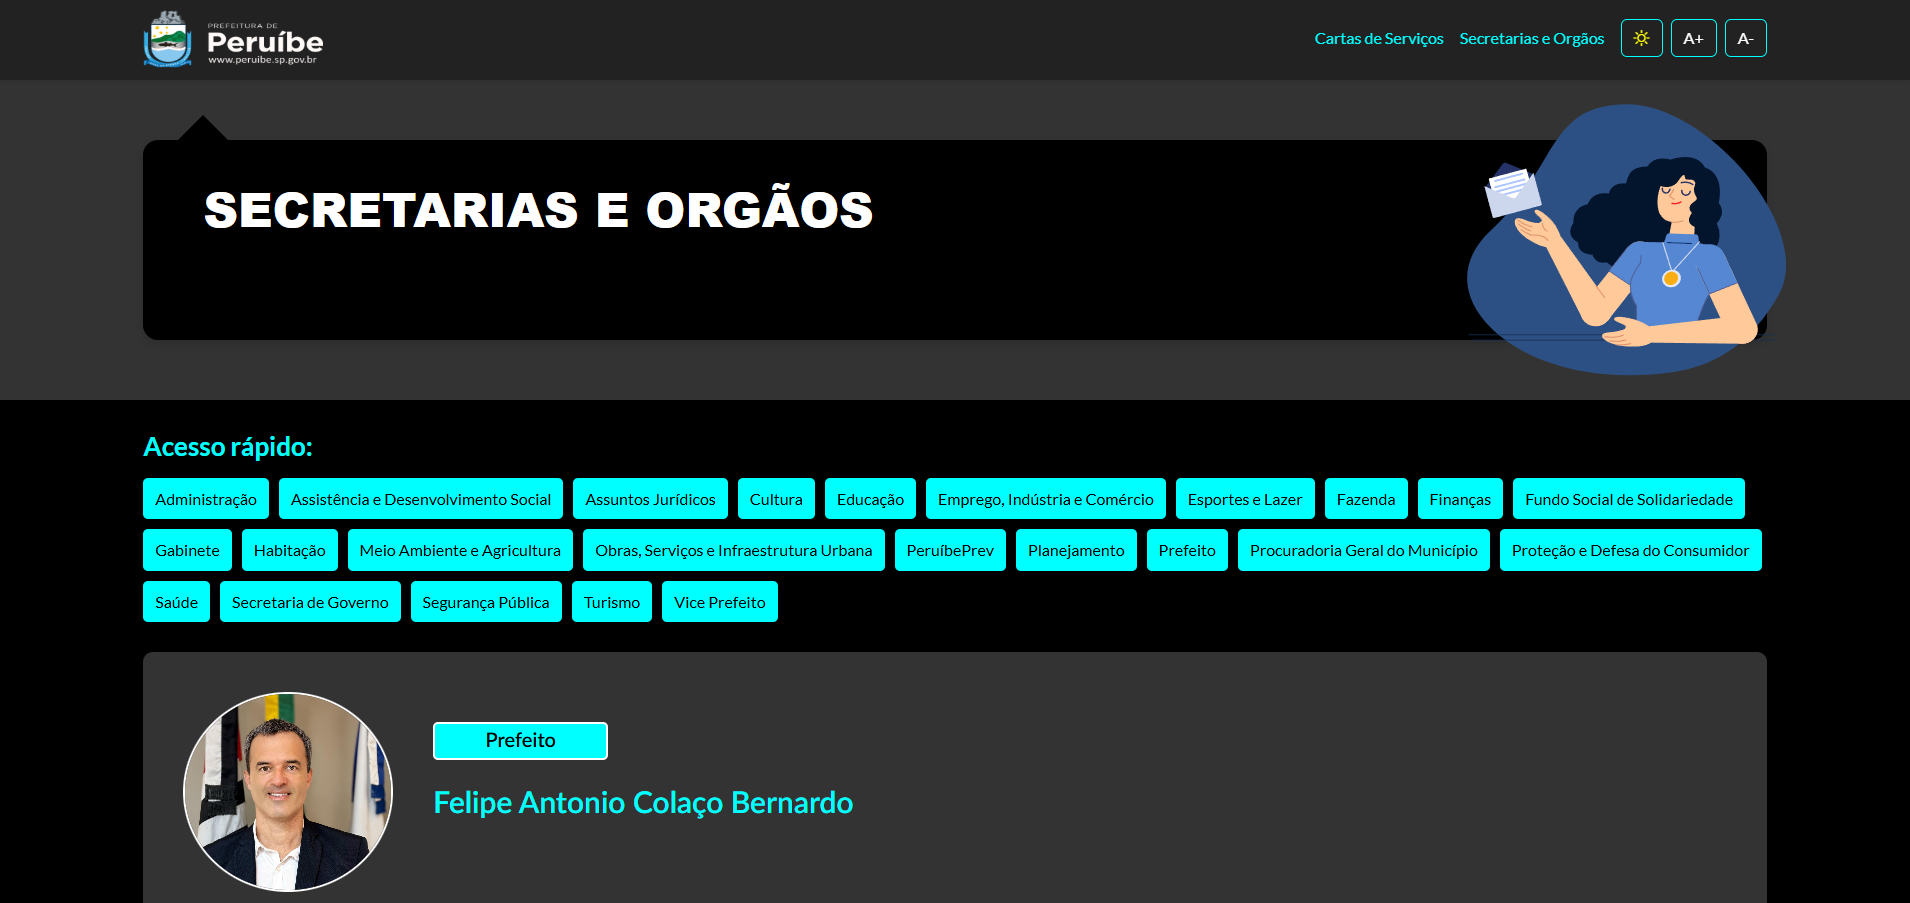 PREFEITURA DE
Peruíbe
www.peruibe.sp.gov.br
Cartas de Serviços Secretarias e Orgãos A+ A-
SECRETARIAS E ORGÃOS
Acesso rápido:
Administração Assistência e Desenvolvimento Social Assuntos Jurídicos Cultura Educação Emprego, Indústria e Comércio Esportes e Lazer Fazenda Finanças Fundo Social de Solidariedade
Gabinete Habitação Meio Ambiente e Agricultura Obras, Serviços e Infraestrutura Urbana PeruíbePrev Planejamento Prefeito Procuradoria Geral do Município Proteção e Defesa do Consumidor
Saúde Secretaria de Governo Segurança Pública Turismo Vice Prefeito
Prefeito
Felipe Antonio Colaço Bernardo